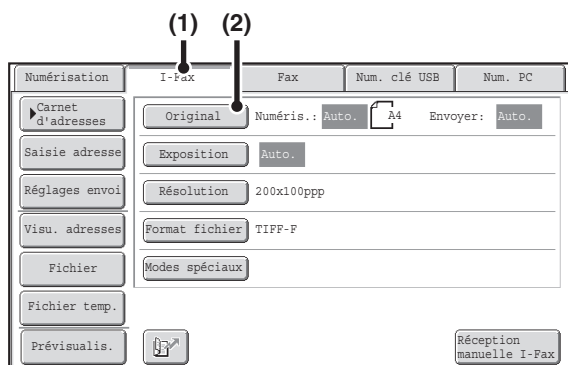 (1) (2)
Numérisation I-Fax Fax Num. clé USB Num. PC
Carnet d'adresses
Original Numéris.: Auto. A4 Envoyer: Auto.
Saisie adresse
Exposition Auto.
Réglages envoi
Résolution 200x100ppp
Visu. adresses
Format fichier TIFF-F
Fichier
Modes spéciaux
Fichier temp.
Prévisualis.
Réception
manuelle I-Fax